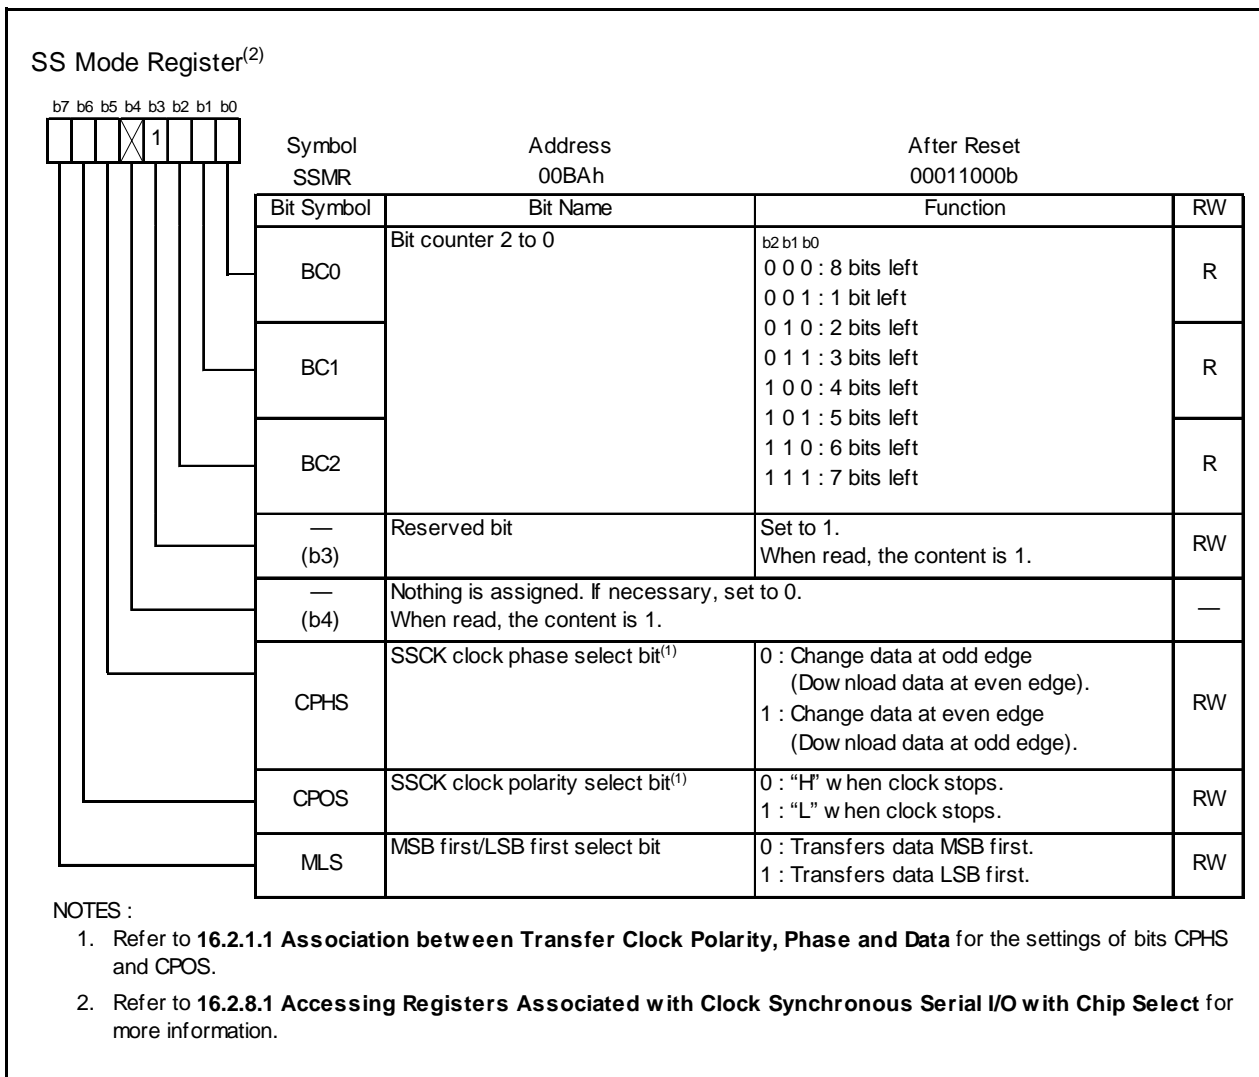 SS Mode Register(2)
b7 b6 b5 b4 b3 b2 b1 b0
1
Symbol Address After Reset
SSMR 00BAh 00011000b
Bit Symbol Bit Name Function RW
BC0 Bit counter 2 to 0 b2 b1 b0
0 0 0 : 8 bits left R
0 0 1 : 1 bit left
0 1 0 : 2 bits left
BC1 0 1 1 : 3 bits left R
1 0 0 : 4 bits left
1 0 1 : 5 bits left
BC2 1 1 0 : 6 bits left R
1 1 1 : 7 bits left
— Reserved bit Set to 1. RW
(b3) When read, the content is 1.
— Nothing is assigned. If necessary, set to 0. —
(b4) When read, the content is 1.
CPHS SSCK clock phase select bit(1) 0 : Change data at odd edge RW
(Download data at even edge).
1 : Change data at even edge
(Download data at odd edge).
CPOS SSCK clock polarity select bit(1) 0 : “H” when clock stops. RW
1 : “L” when clock stops.
MLS MSB first/LSB first select bit 0 : Transfers data MSB first. RW
1 : Transfers data LSB first.
NOTES :
1. Refer to 16.2.1.1 Association between Transfer Clock Polarity, Phase and Data for the settings of bits CPHS
and CPOS.
2. Refer to 16.2.8.1 Accessing Registers Associated with Clock Synchronous Serial I/O with Chip Select for
more information.